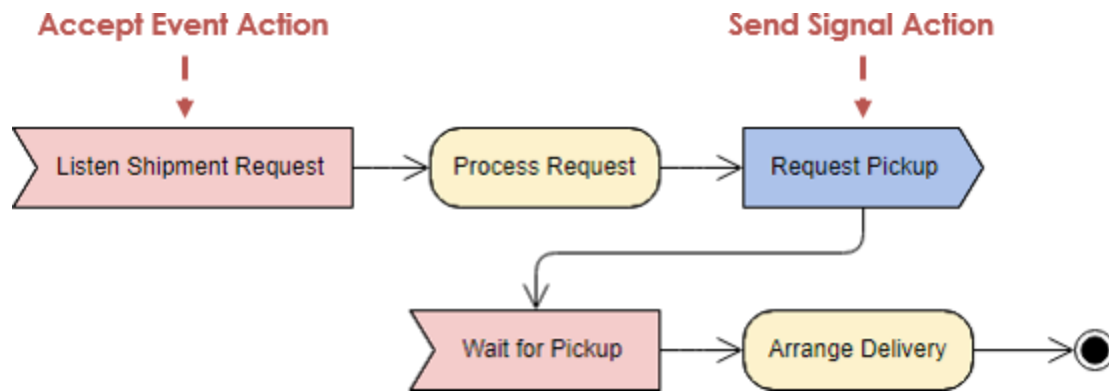 Accept Event Action
Send Signal Action
Listen Shipment Request
Process Request
Request Pickup
Wait for Pickup
Arrange Delivery